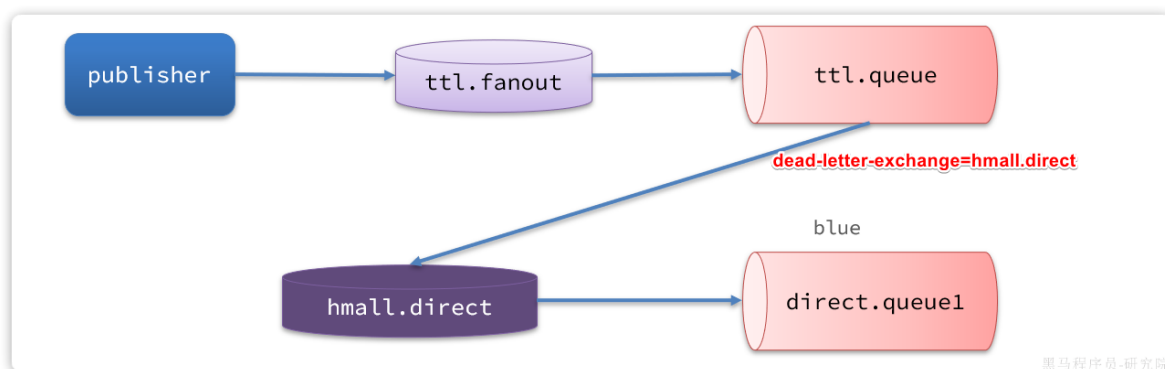 publisher
ttl.fanout
ttl.queue
dead-letter-exchange=hmall.direct
blue
hmall.direct
direct.queue1
黑马程序员-研究院